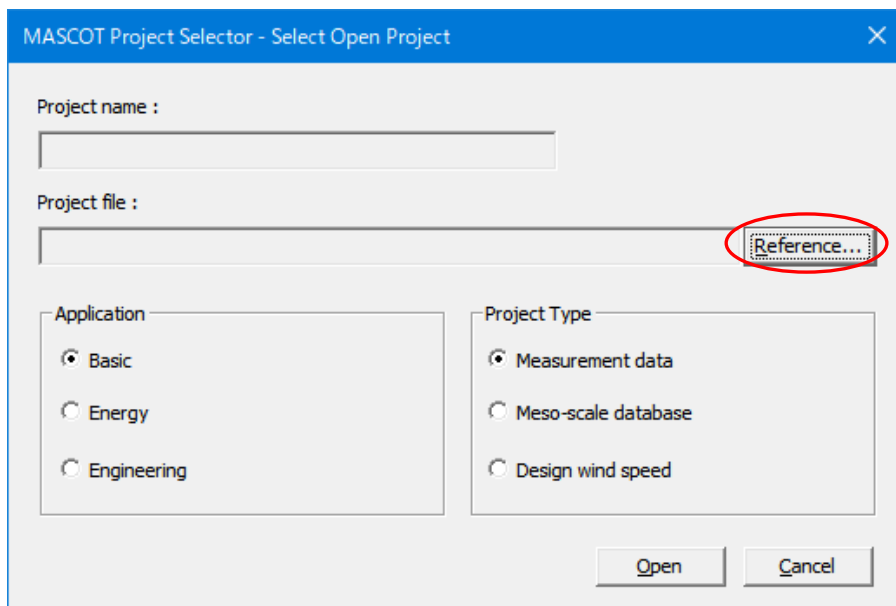 MASCOT Project Selector - Select Open Project
Project name :
Project file :
Reference...
Application
Basic
Energy
Engineering
Project Type
Measurement data
Meso-scale database
Design wind speed
Open
Cancel